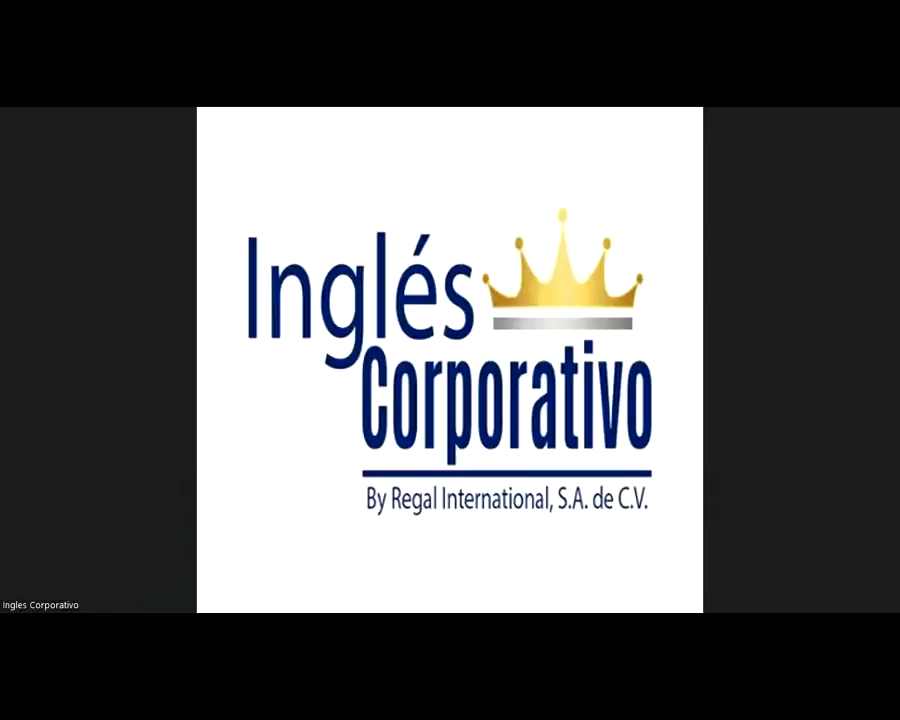 Inglés
Corporativo
By Regal International, S.A. de C.V.
Ingles Corporativo